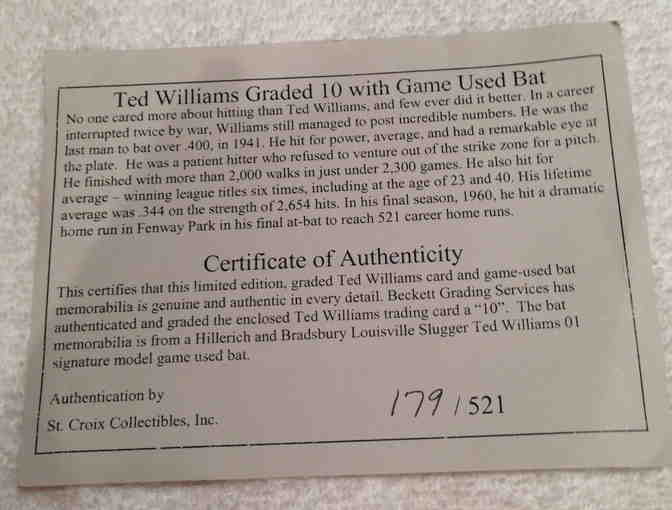 Ted Williams Graded 10 with Game Used Bat
No one cared more about hitting than Ted Williams, and few ever did it better. In a career
interrupted twice by war, Williams still managed to post incredible numbers. He was the
last man to bat over .400, in 1941. He hit for power, average, and had a remarkable eye at
the plate. He was a patient hitter who refused to venture out of the strike zone for a pitch.
He finished with more than 2,000 walks in just under 2,300 games. He also hit for
average – winning league titles six times, including at the age of 23 and 40. His lifetime
average was .344 on the strength of 2,654 hits. In his final season, 1960, he hit a dramatic
home run in Fenway Park in his final at-bat to reach 521 career home runs.
Certificate of Authenticity
This certifies that this limited edition, graded Ted Williams card and game-used bat
memorabilia is genuine and authentic in every detail. Beckett Grading Services has
authenticated and graded the enclosed Ted Williams trading card a “10”. The bat
memorabilia is from a Hillerich and Bradsbury Louisville Slugger Ted Williams 01
signature model game used bat.
Authentication by
St. Croix Collectibles, Inc.
179 / 521